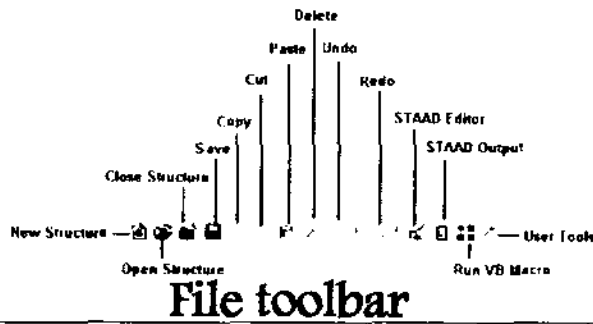 Delete
Paste Undo
Cut Redo
Copy STAAD Editor
Save STAAD Output
Close Structure
New Structure User Tools
Open Structure Run VB Macro
File toolbar